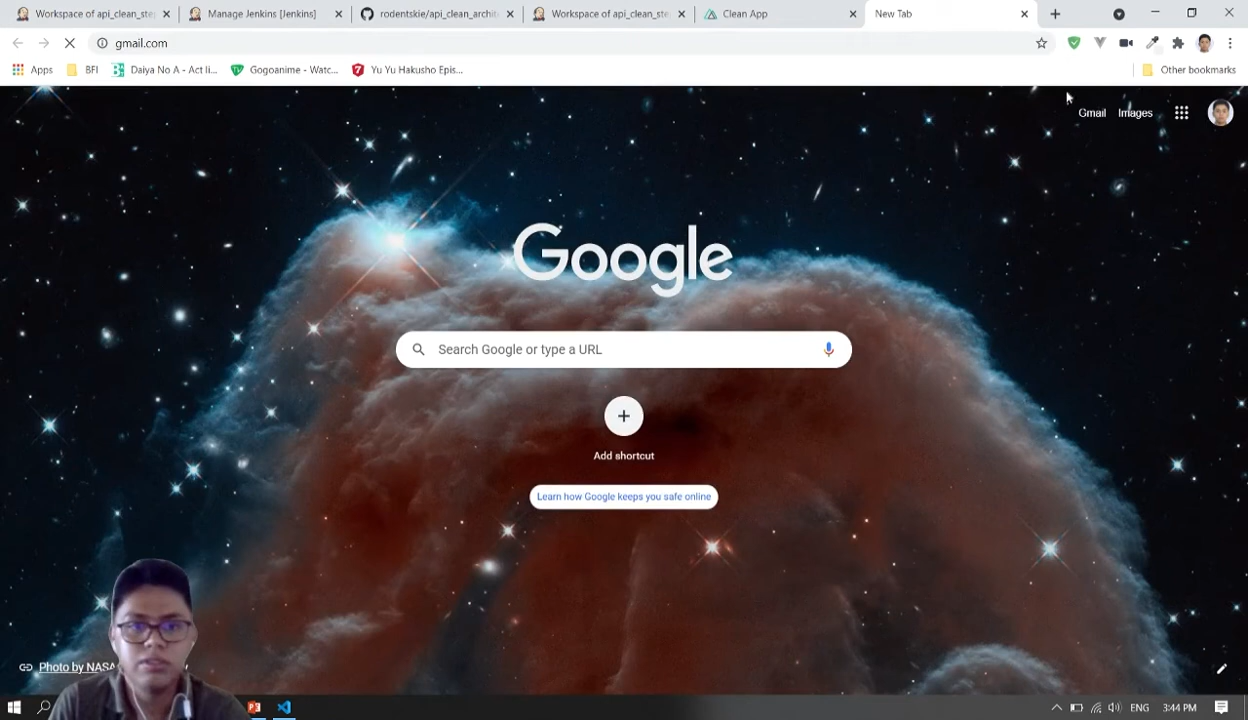 Workspace of api_clean_ste
Manage Jenkins [Jenkins]
rodentskie/api_clean_archit
Workspace of api_clean_ste
Clean App
New Tab
gmail.com
Apps
BFI
Daiya No A - Act Ii...
Gogoanime - Watc...
Yu Yu Hakusho Epis...
Other bookmarks
Gmail
Images
Google
Search Google or type a URL
Add shortcut
Learn how Google keeps you safe online
Photo by NASA
ENG
3:44 PM